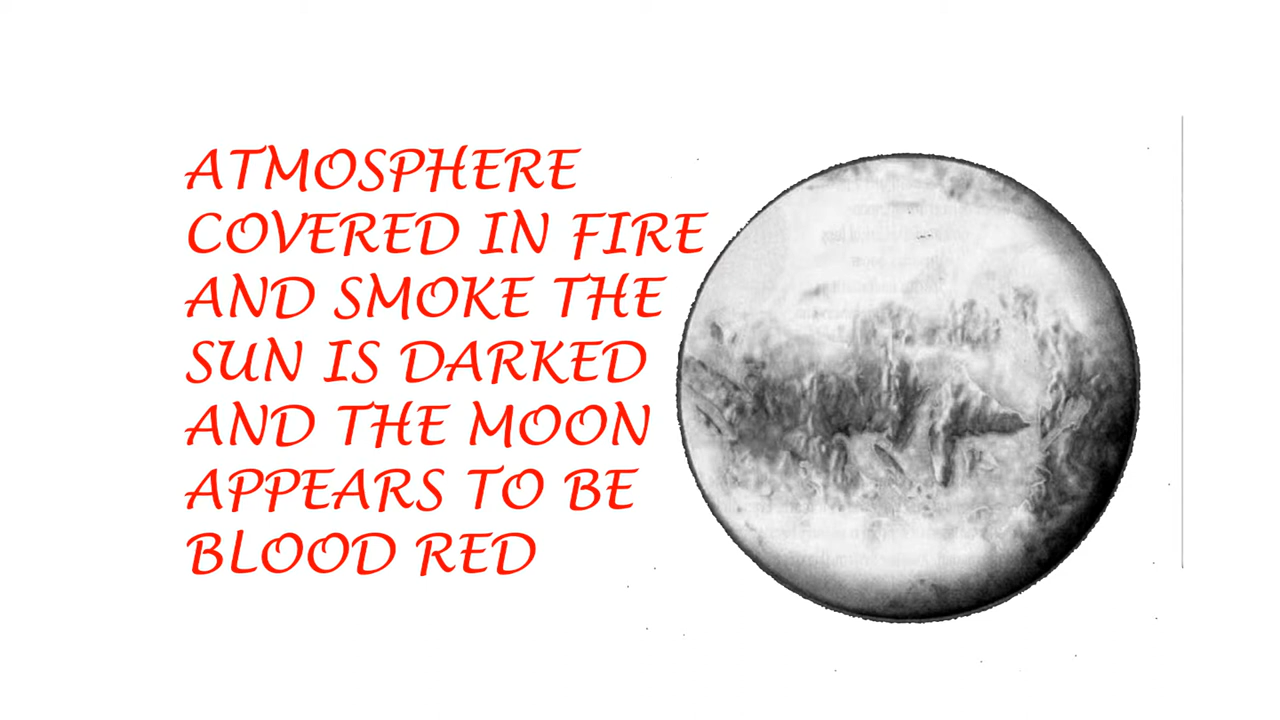 ATMOSPHERE
COVERED IN FIRE
AND SMOKE THE
SUN IS DARKED
AND THE MOON
APPEARS TO BE
BLOOD RED